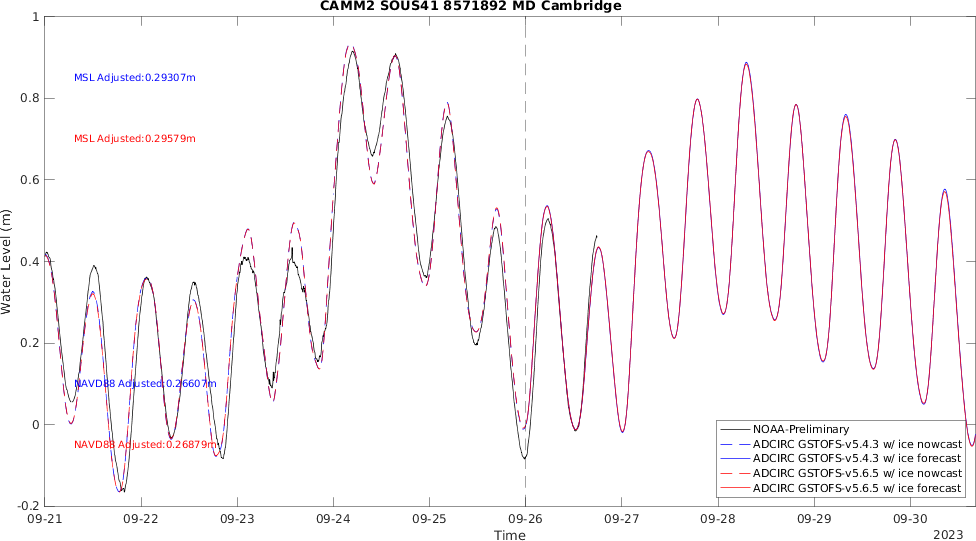 CAMM2 SOUS41 8571892 MD Cambridge
1
0.8
0.6
0.4
0.2
0
-0.2
Water Level (m)
MSL Adjusted:0.29307m
MSL Adjusted:0.29579m
NAVD88 Adjusted:0.26607m
NAVD88 Adjusted:0.26879m
NOAA-Preliminary
ADCIRC GSTOFS-v5.4.3 w/ ice nowcast
ADCIRC GSTOFS-v5.4.3 w/ ice forecast
ADCIRC GSTOFS-v5.6.5 w/ ice nowcast
ADCIRC GSTOFS-v5.6.5 w/ ice forecast
09-21 09-22 09-23 09-24 09-25 09-26 09-27 09-28 09-29 09-30
Time
2023